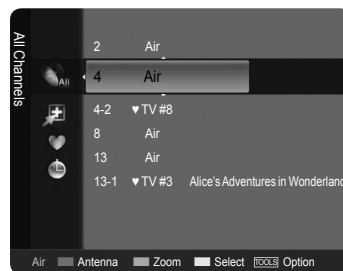 All Channels
All
2 Air
4 Air
4-2 ♥ TV #8
8 Air
13 Air
13-1 ♥ TV #3 Alice's Adventures in Wonderland
Air Antenna Zoom Select TOOLS Option